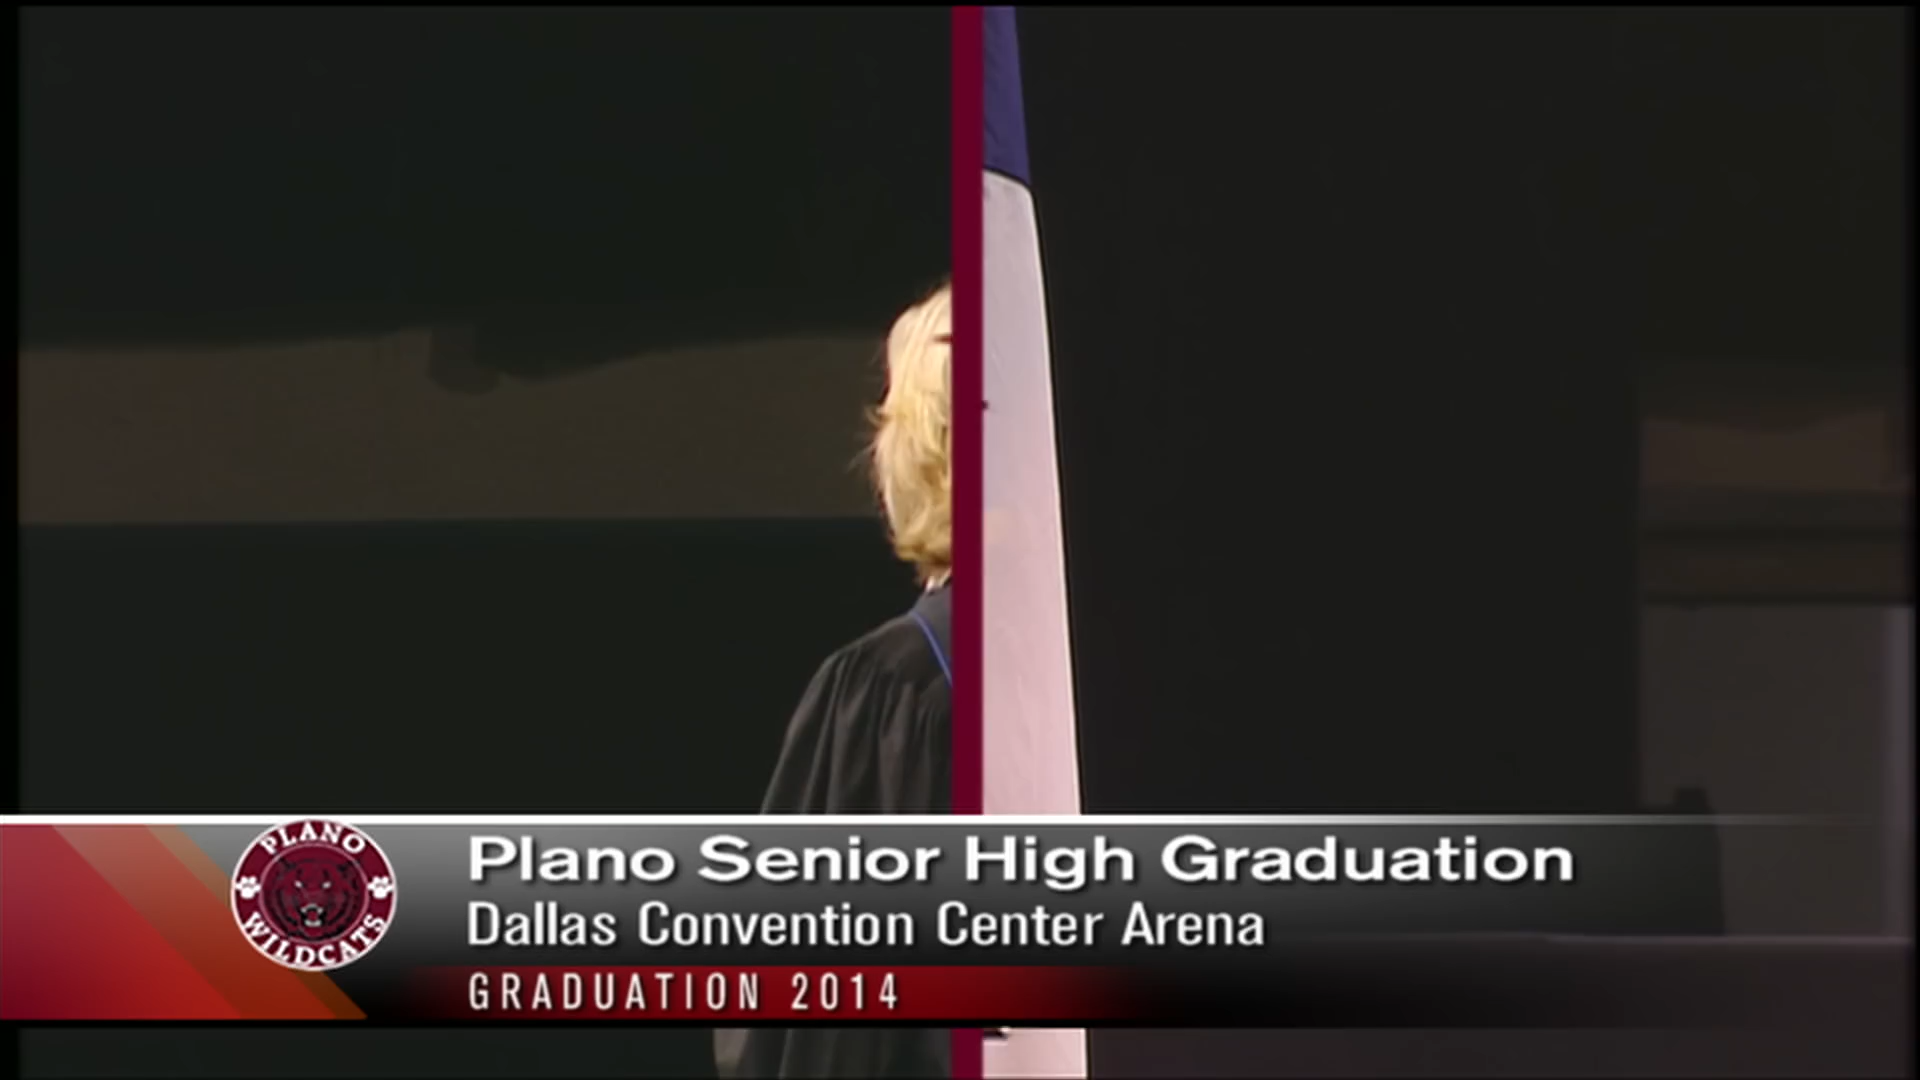 PLANO
WILDCATS
Plano Senior High Graduation
Dallas Convention Center Arena
GRADUATION 2014